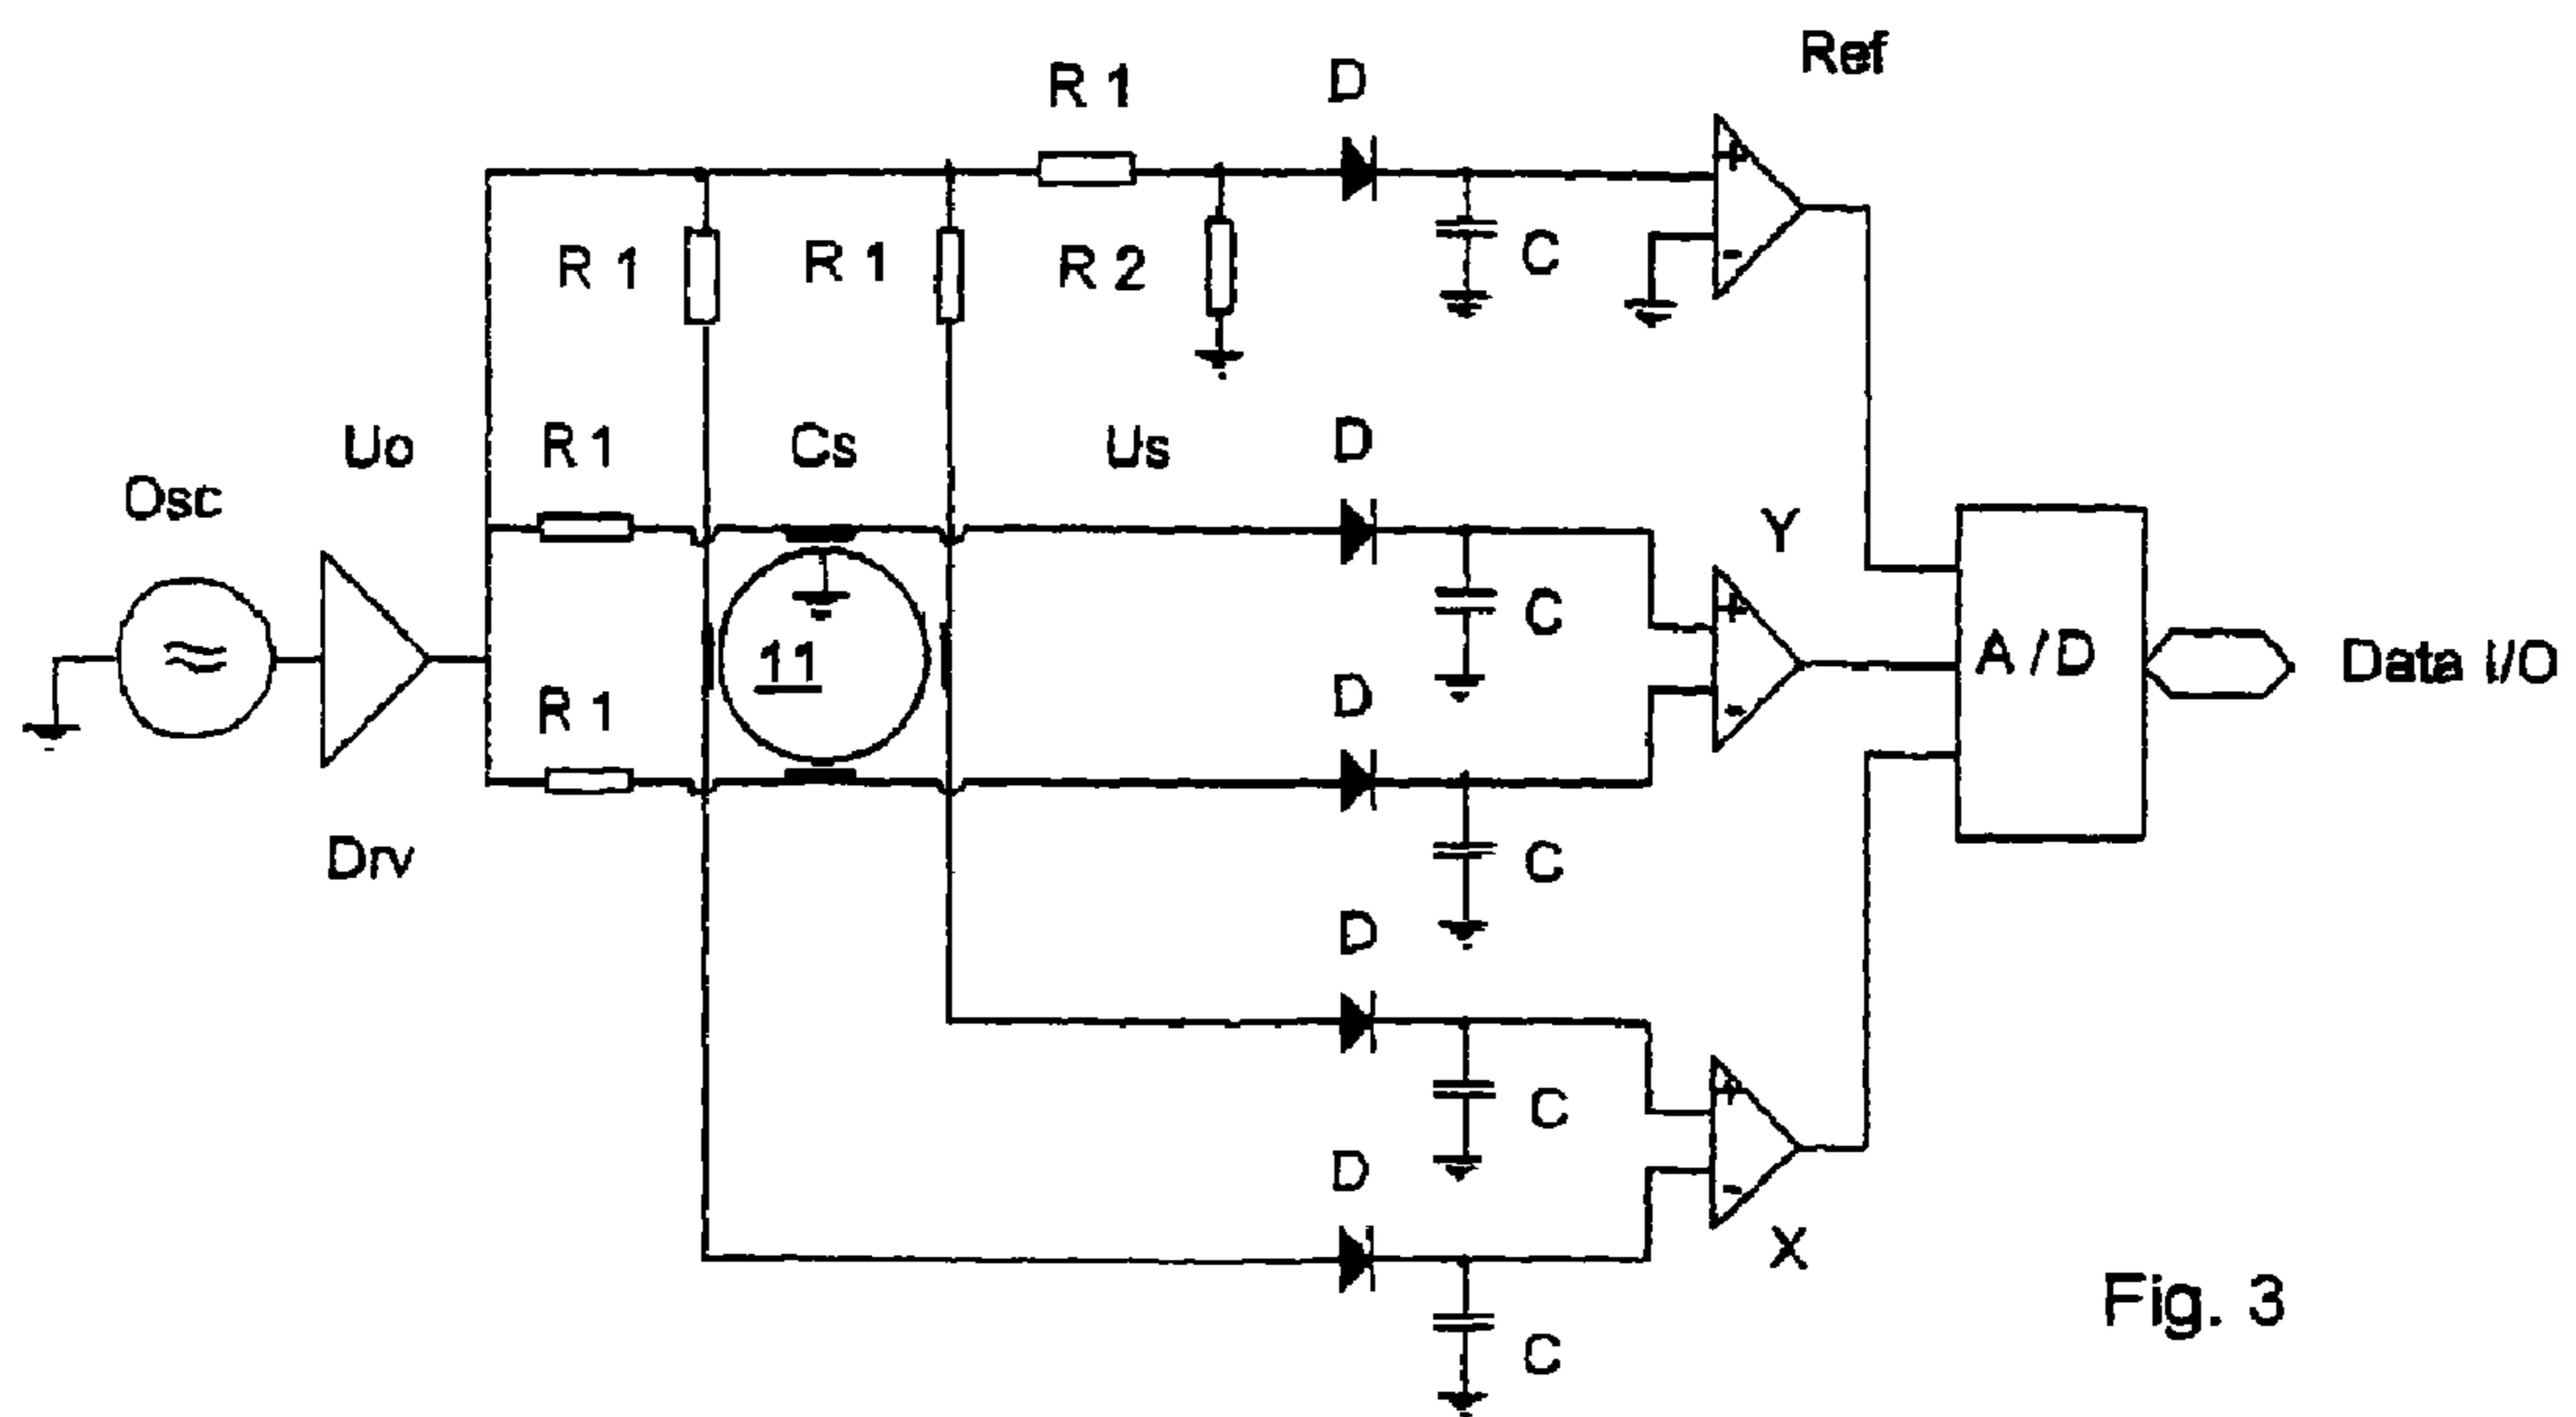 Ref
R 1
D
R 1
R 1
R 2
C
Uo
R 1
Cs
Us
D
Osc
Y
+
-
+
-
C
11
A / D
Data I/O
R 1
D
Drv
C
D
+
-
C
D
X
Fig. 3
C